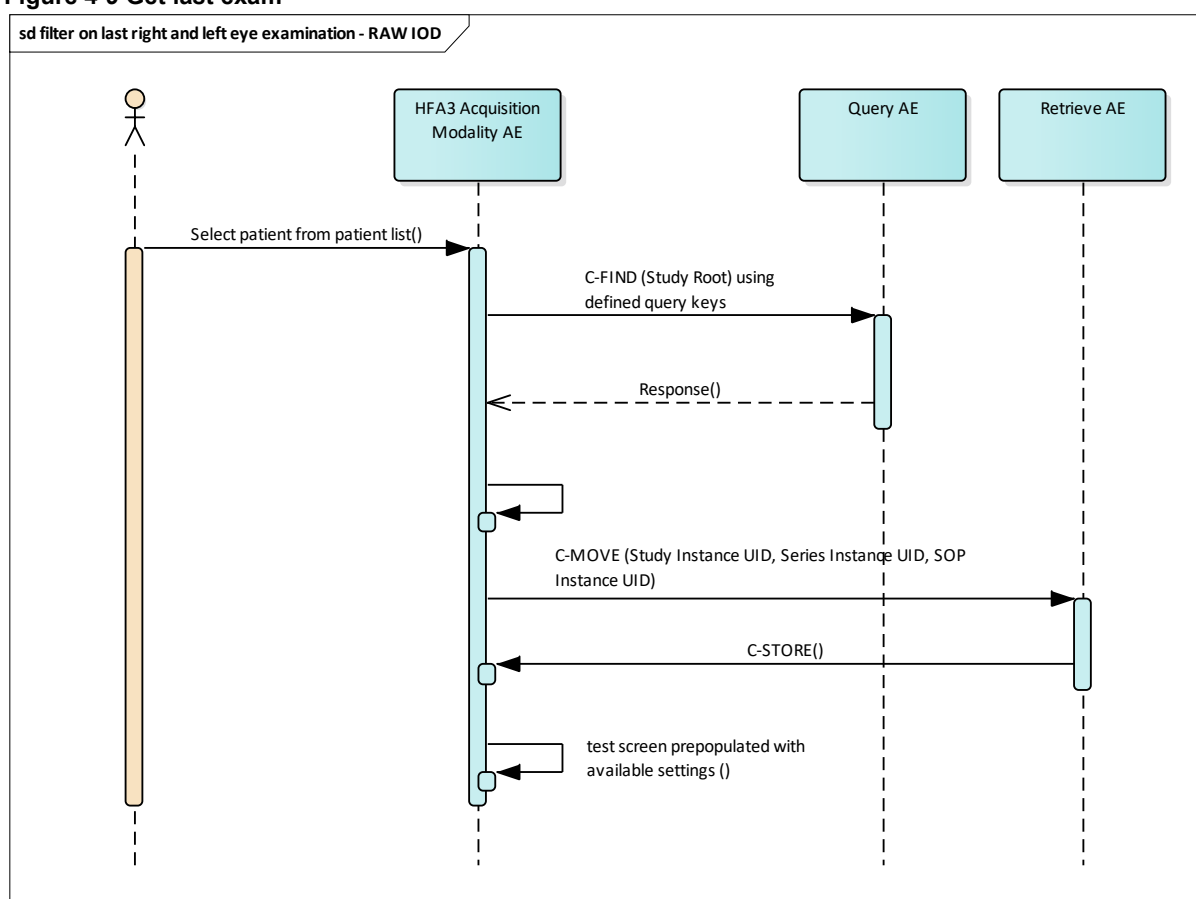 Figure Get last exam
sd filter on last right and left eye examination - RAW IOD
HFA3 Acquisition
Modality AE
Query AE
Retrieve AE
Select patient from patient list()
C-FIND (Study Root) using
defined query keys
Response()
C-MOVE (Study Instance UID, Series Instance UID, SOP
Instance UID)
C-STORE()
test screen prepopulated with
available settings ()